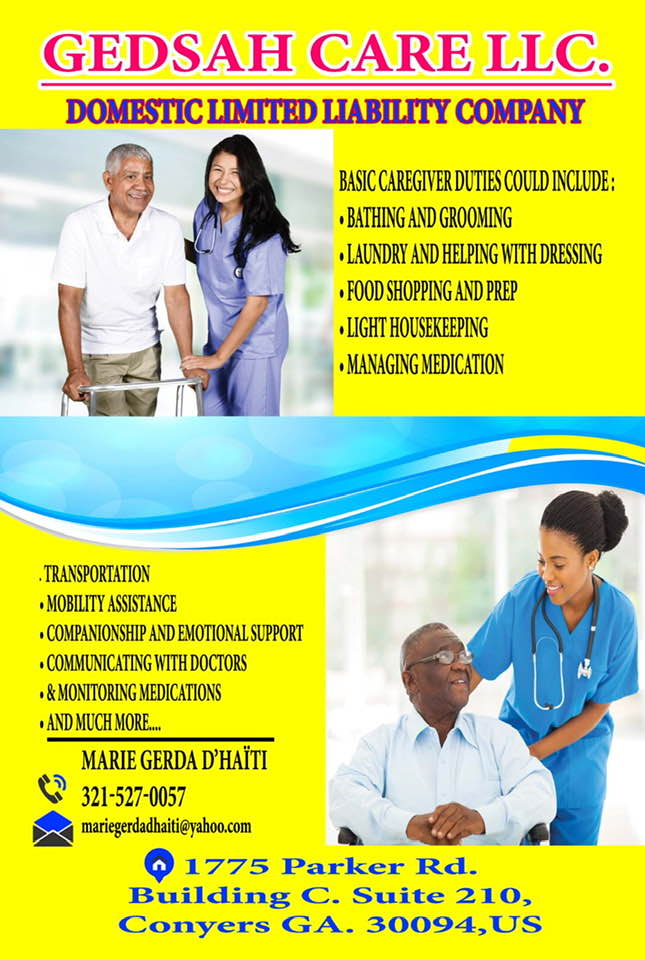 GEDSAH CARE LLC.
DOMESTIC LIMITED LIABILITY COMPANY
BASIC CAREGIVER DUTIES COULD INCLUDE :
• BATHING AND GROOMING
• LAUNDRY AND HELPING WITH DRESSING
• FOOD SHOPPING AND PREP
• LIGHT HOUSEKEEPING
• MANAGING MEDICATION
. TRANSPORTATION
• MOBILITY ASSISTANCE
• COMPANIONSHIP AND EMOTIONAL SUPPORT
• COMMUNICATING WITH DOCTORS
• & MONITORING MEDICATIONS
• AND MUCH MORE....
MARIE GERDA D'HAÏTI
321-527-0057
mariegerdadhaiti@yahoo.com
1775 Parker Rd.
Building C. Suite 210,
Conyers GA. 30094,US